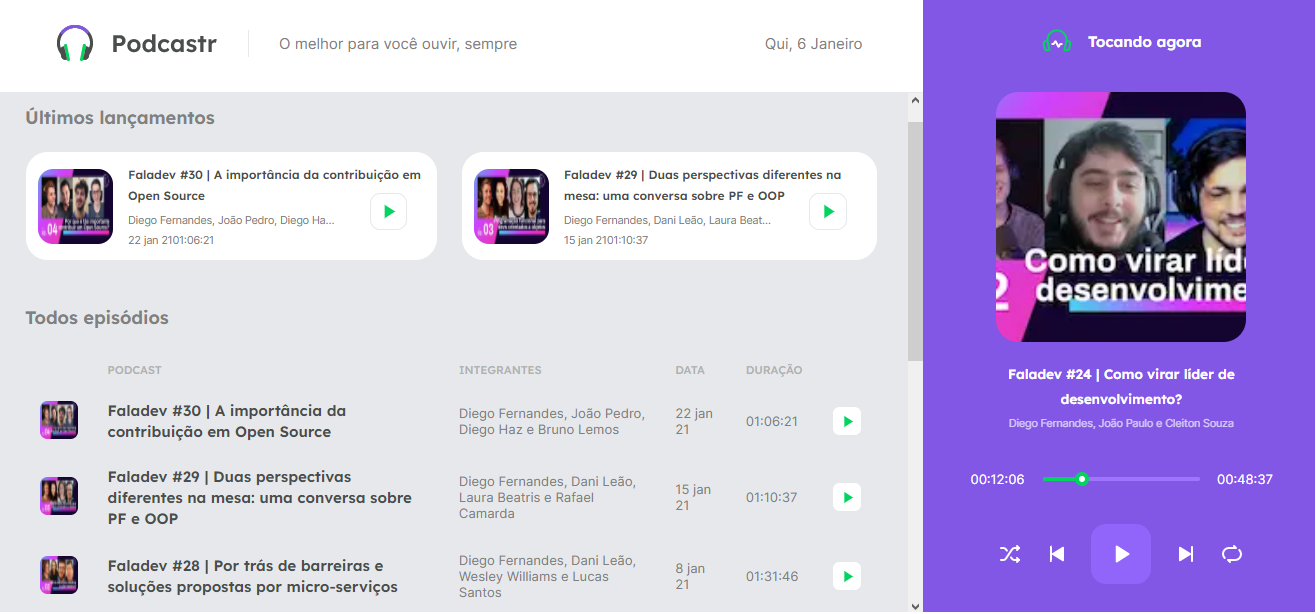 Podcastr
O melhor para você ouvir, sempre
Qui, 6 Janeiro
Últimos lançamentos
Faladev #30 | A importância da contribuição em
Open Source
Diego Fernandes, João Pedro, Diego Ha...
22 jan 2101:06:21
04
Faladev #29 | Duas perspectivas diferentes na
mesa: uma conversa sobre PF e OOP
Diego Fernandes, Dani Leão, Laura Beat...
15 jan 2101:10:37
03
Todos episódios
PODCAST
INTEGRANTES
DATA
DURAÇÃO
Faladev #30 | A importância da
contribuição em Open Source
Diego Fernandes, João Pedro,
Diego Haz e Bruno Lemos
22 jan
21
01:06:21
Faladev #29 | Duas perspectivas
diferentes na mesa: uma conversa sobre
PF e OOP
Diego Fernandes, Dani Leão,
Laura Beatris e Rafael
Camarda
15 jan
21
01:10:37
Faladev #28 | Por trás de barreiras e
soluções propostas por micro-serviços
Diego Fernandes, Dani Leão,
Wesley Williams e Lucas
Santos
8 jan
21
01:31:46
Tocando agora
Como virar líd
2 desenvolvime
Faladev #24 | Como virar líder de
desenvolvimento?
Diego Fernandes, João Paulo e Cleiton Souza
00:12:06
00:48:37